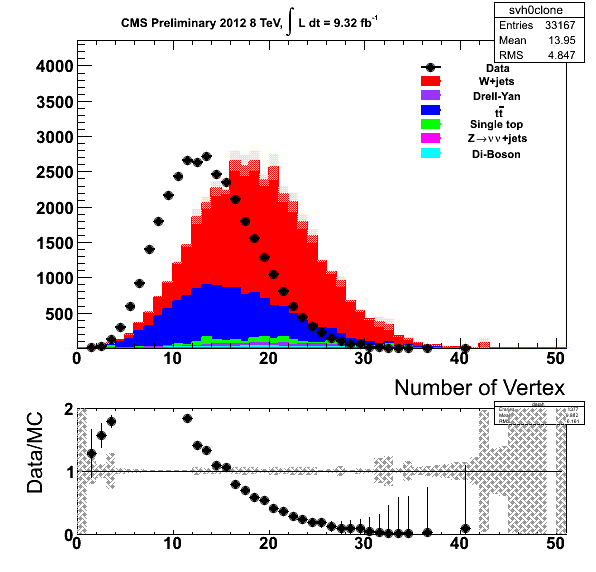 CMS Preliminary 2012 8 TeV, ∫ L dt = 9.32 fb⁻¹
svh0clone
Entries 33167
Mean 13.95
RMS 4.847
Data
W+jets
Drell-Yan
tt̄
Single top
Z→νν+jets
Di-Boson
4000
3500
3000
2500
2000
1500
1000
500
0 10 20 30 40 50
Number of Vertex
Data/MC
2
1
0
0 10 20 30 40 50